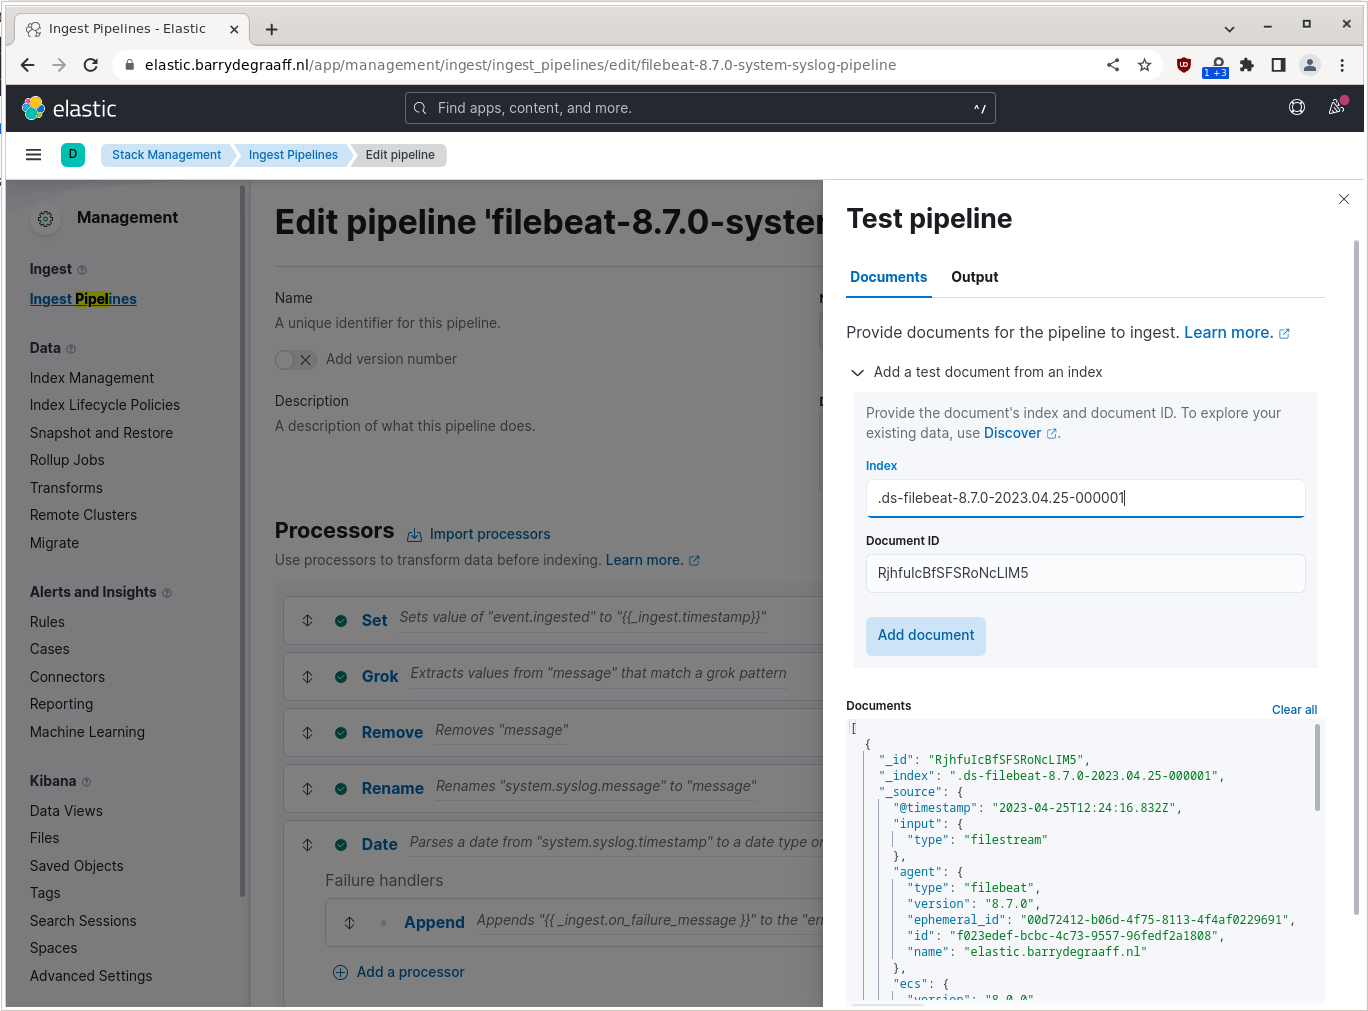 Ingest Pipelines - Elastic
elastic.barrydegraaff.nl/app/management/ingest/ingest_pipelines/edit/filebeat-8.7.0-system-syslog-pipeline
1 +3
elastic
Find apps, content, and more.
^/
D
Stack Management
Ingest Pipelines
Edit pipeline
Management
Ingest
Ingest Pipelines
Data
Index Management
Index Lifecycle Policies
Snapshot and Restore
Rollup Jobs
Transforms
Remote Clusters
Migrate
Alerts and Insights
Rules
Cases
Connectors
Reporting
Machine Learning
Kibana
Data Views
Files
Saved Objects
Tags
Search Sessions
Spaces
Advanced Settings
Edit pipeline 'filebeat-8.7.0-system
Name
A unique identifier for this pipeline.
Add version number
Description
A description of what this pipeline does.
Processors
Import processors
Use processors to transform data before indexing. Learn more.
Set Sets value of "event.ingested" to "{{_ingest.timestamp}}"
Grok Extracts values from "message" that match a grok pattern
Remove Removes "message"
Rename Renames "system.syslog.message" to "message"
Date Parses a date from "system.syslog.timestamp" to a date type on
Failure handlers
Append Appends "{{ _ingest.on_failure_message }}" to the "err
Add a processor
Test pipeline
Documents
Output
Provide documents for the pipeline to ingest. Learn more.
Add a test document from an index
Provide the document's index and document ID. To explore your
existing data, use Discover .
Index
.ds-filebeat-8.7.0-2023.04.25-000001
Document ID
RjhfuIcBfSFSRoNcLIM5
Add document
Documents
Clear all
[
{
"_id": "RjhfuIcBfSFSRoNcLIM5",
"_index": ".ds-filebeat-8.7.0-2023.04.25-000001",
"_source": {
"@timestamp": "2023-04-25T12:24:16.832Z",
"input": {
"type": "filestream"
},
"agent": {
"type": "filebeat",
"version": "8.7.0",
"ephemeral_id": "00d72412-b06d-4f75-8113-4f4af0229691",
"id": "f023edef-bcbc-4c73-9557-96fedf2a1808",
"name": "elastic.barrydegraaff.nl"
},
"ecs": {
"version": "8.0.0"